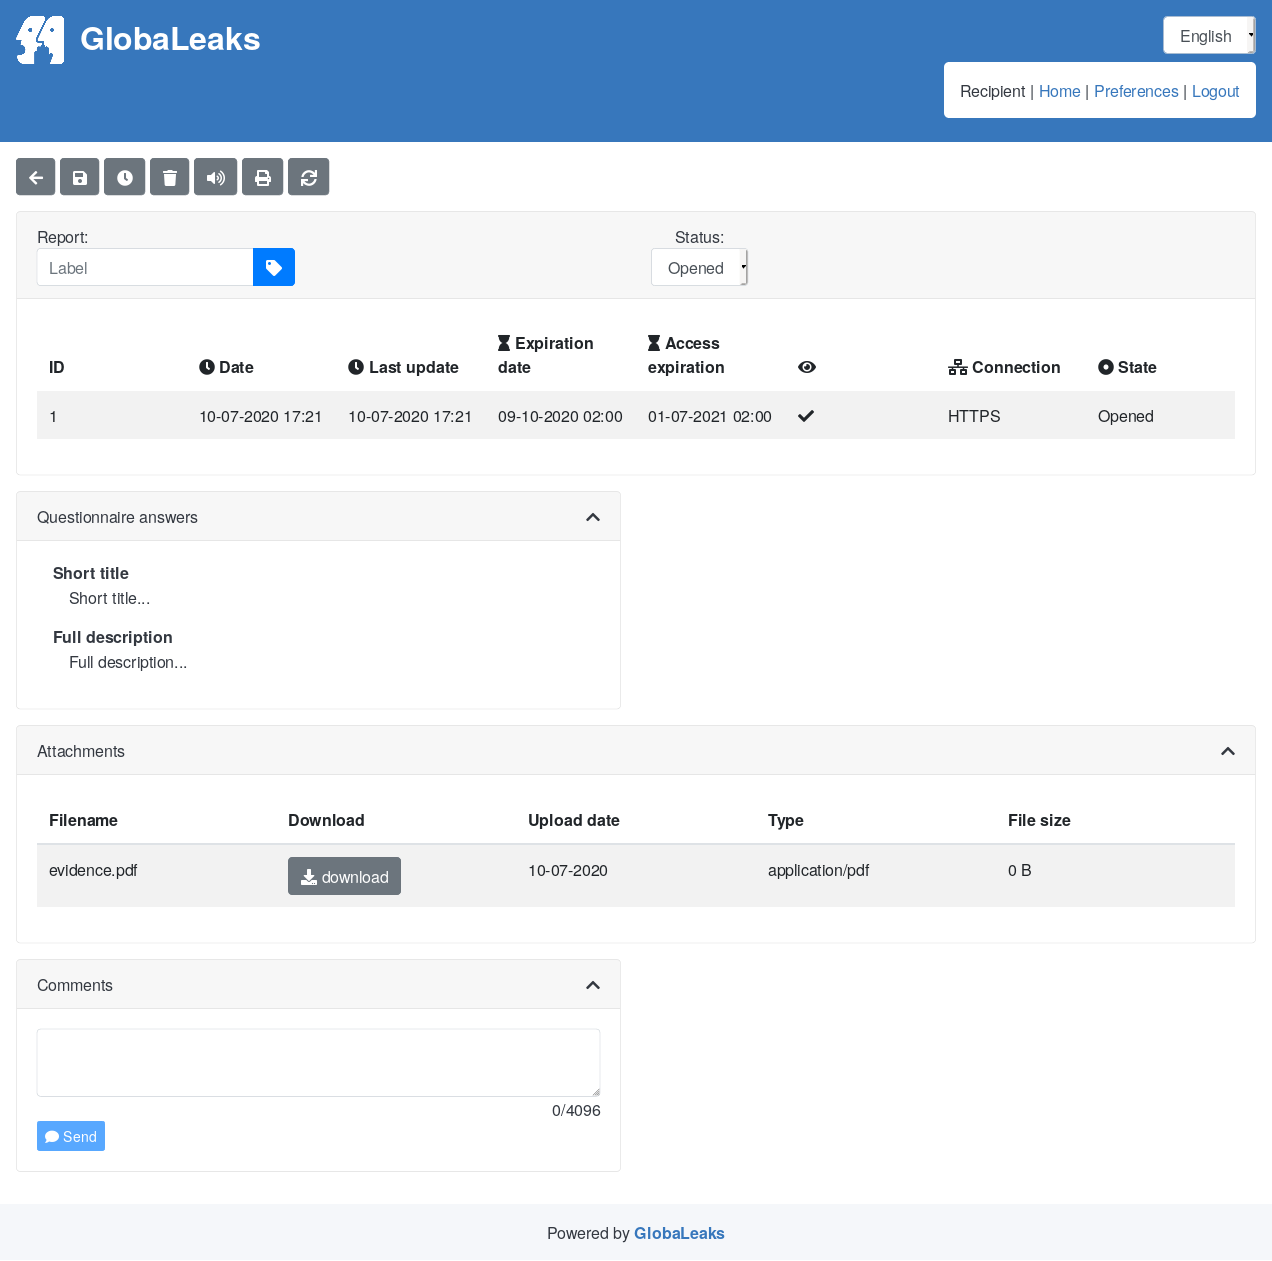 GlobaLeaks
English
Recipient | Home | Preferences | Logout
Report:
Status:
Label
Opened
ID Date Last update Expiration date Access expiration Connection State
1 10-07-2020 17:21 10-07-2020 17:21 09-10-2020 02:00 01-07-2021 02:00 HTTPS Opened
Questionnaire answers
Short title
Short title...
Full description
Full description...
Attachments
Filename Download Upload date Type File size
evidence.pdf download 10-07-2020 application/pdf 0 B
Comments
0/4096
Send
Powered by GlobaLeaks